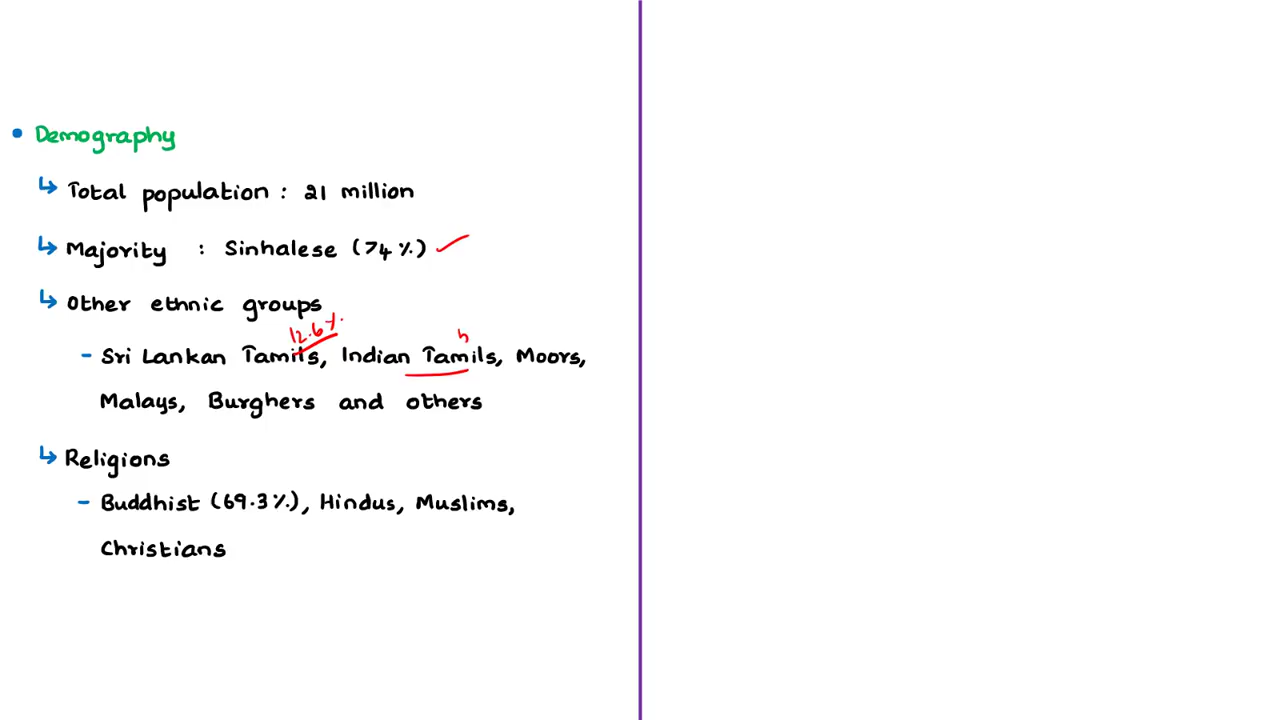 • Demography
↳ Total population : 21 million
↳ Majority : Sinhalese (74%) ✓
↳ Other ethnic groups
12.6%
- Sri Lankan Tamils, Indian Tamils, Moors,
Malays, Burghers and others
↳ Religions
- Buddhist (69.3%), Hindus, Muslims,
Christians